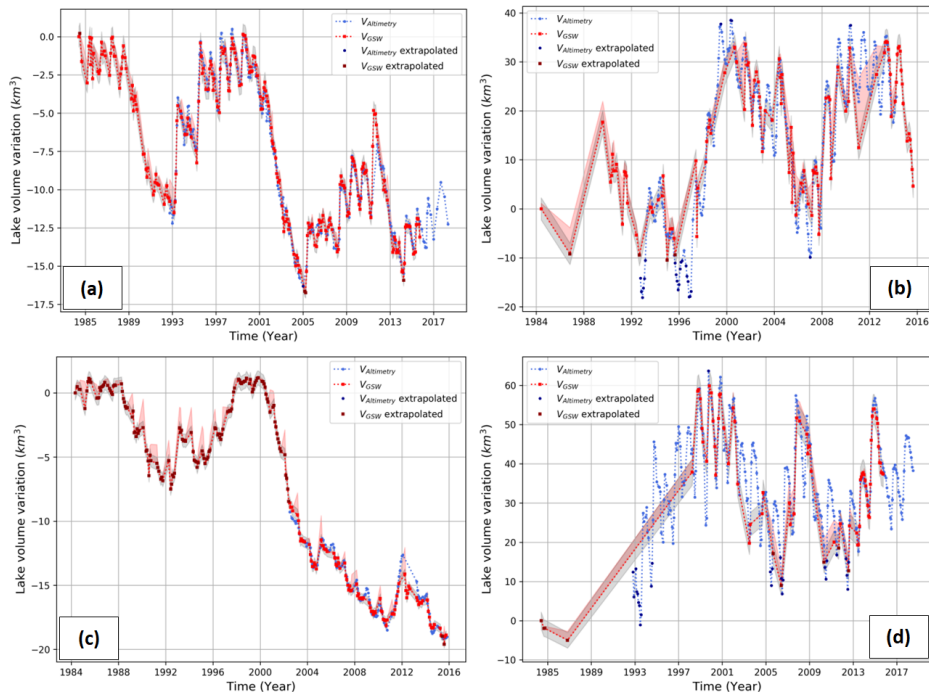 V_Altimetry
V_GSW
V_Altimetry extrapolated
V_GSW extrapolated
Lake volume variation (km³)
0.0
−2.5
−5.0
−7.5
−10.0
−12.5
−15.0
−17.5
(a)
1985 1989 1993 1997 2001 2005 2009 2013 2017
Time (Year)
V_Altimetry
V_GSW
V_Altimetry extrapolated
V_GSW extrapolated
Lake volume variation (km³)
40
30
20
10
0
−10
−20
(b)
1984 1988 1992 1996 2000 2004 2008 2012 2016
Time (Year)
V_Altimetry
V_GSW
V_Altimetry extrapolated
V_GSW extrapolated
Lake volume variation (km³)
0
−5
−10
−15
−20
(c)
1984 1988 1992 1996 2000 2004 2008 2012 2016
Time (Year)
V_Altimetry
V_GSW
V_Altimetry extrapolated
V_GSW extrapolated
Lake volume variation (km³)
60
50
40
30
20
10
0
−10
(d)
1985 1989 1993 1997 2001 2005 2009 2013 2017
Time (Year)